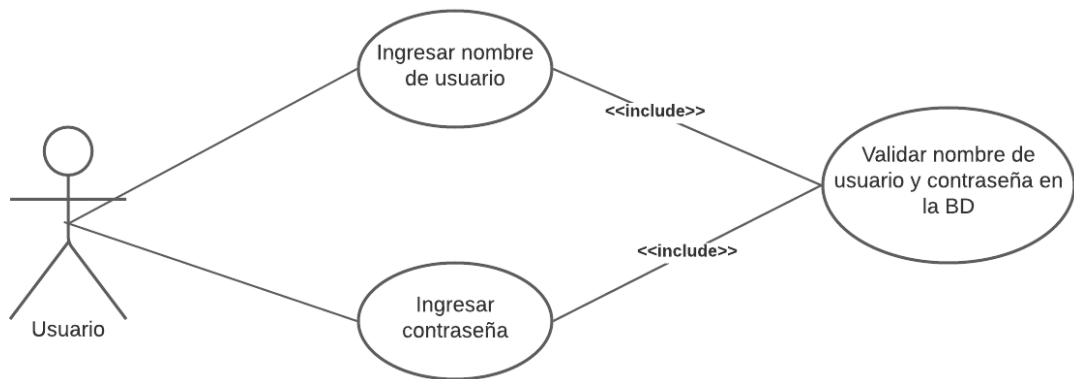 Ingresar nombre
de usuario
<<include>>
Validar nombre de
usuario y contraseña en
la BD
<<include>>
Ingresar
contraseña
Usuario